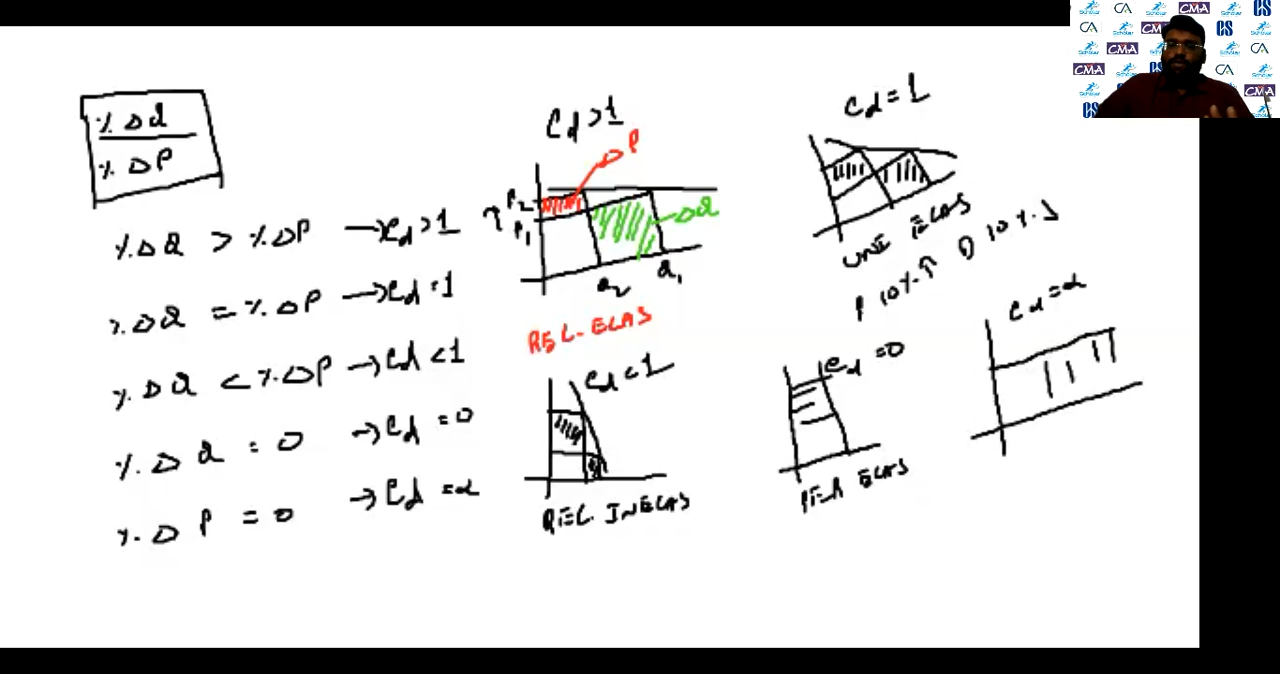 % ΔQ
% ΔP
% ΔQ > % ΔP → ed > 1
% ΔQ = % ΔP → ed = 1
% ΔQ < % ΔP → ed < 1
% ΔQ = 0 → ed = 0
% ΔP = 0 → ed = α
ed > 1
ΔP
P2
P1
ΔQ
Q2 Q1
REL-ELAS
ed < 1
REL INELAS
ed = 1
UNI ELAS
P 10%↑ D 10%↓
ed = 0
PER ELAS
ed = α
CA
Scholar
CMA
CS